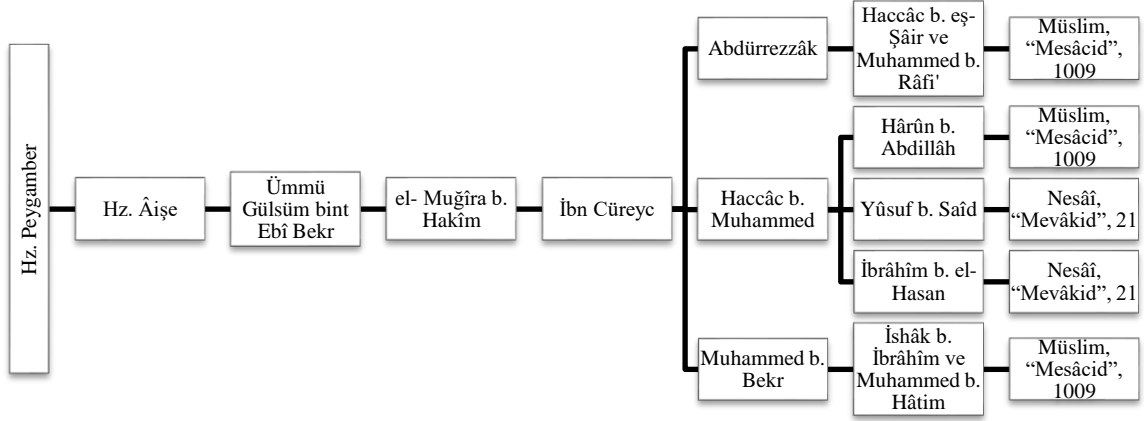 Hz. Peygamber
Hz. Âişe
Ümmü
Gülsüm bint
Ebî Bekr
el- Muğîra b.
Hakîm
İbn Cüreyc
Abdürrezzâk
Haccâc b. eş-
Şâir ve
Muhammed b.
Râfi'
Müslim,
“Mesâcid”,
1009
Haccâc b.
Muhammed
Hârûn b.
Abdillâh
Müslim,
“Mesâcid”,
1009
Yûsuf b. Saîd
Nesâî,
“Mevâkid”, 21
İbrâhîm b. el-
Hasan
Nesâî,
“Mevâkid”, 21
Muhammed b.
Bekr
İshâk b.
İbrâhîm ve
Muhammed b.
Hâtim
Müslim,
“Mesâcid”,
1009